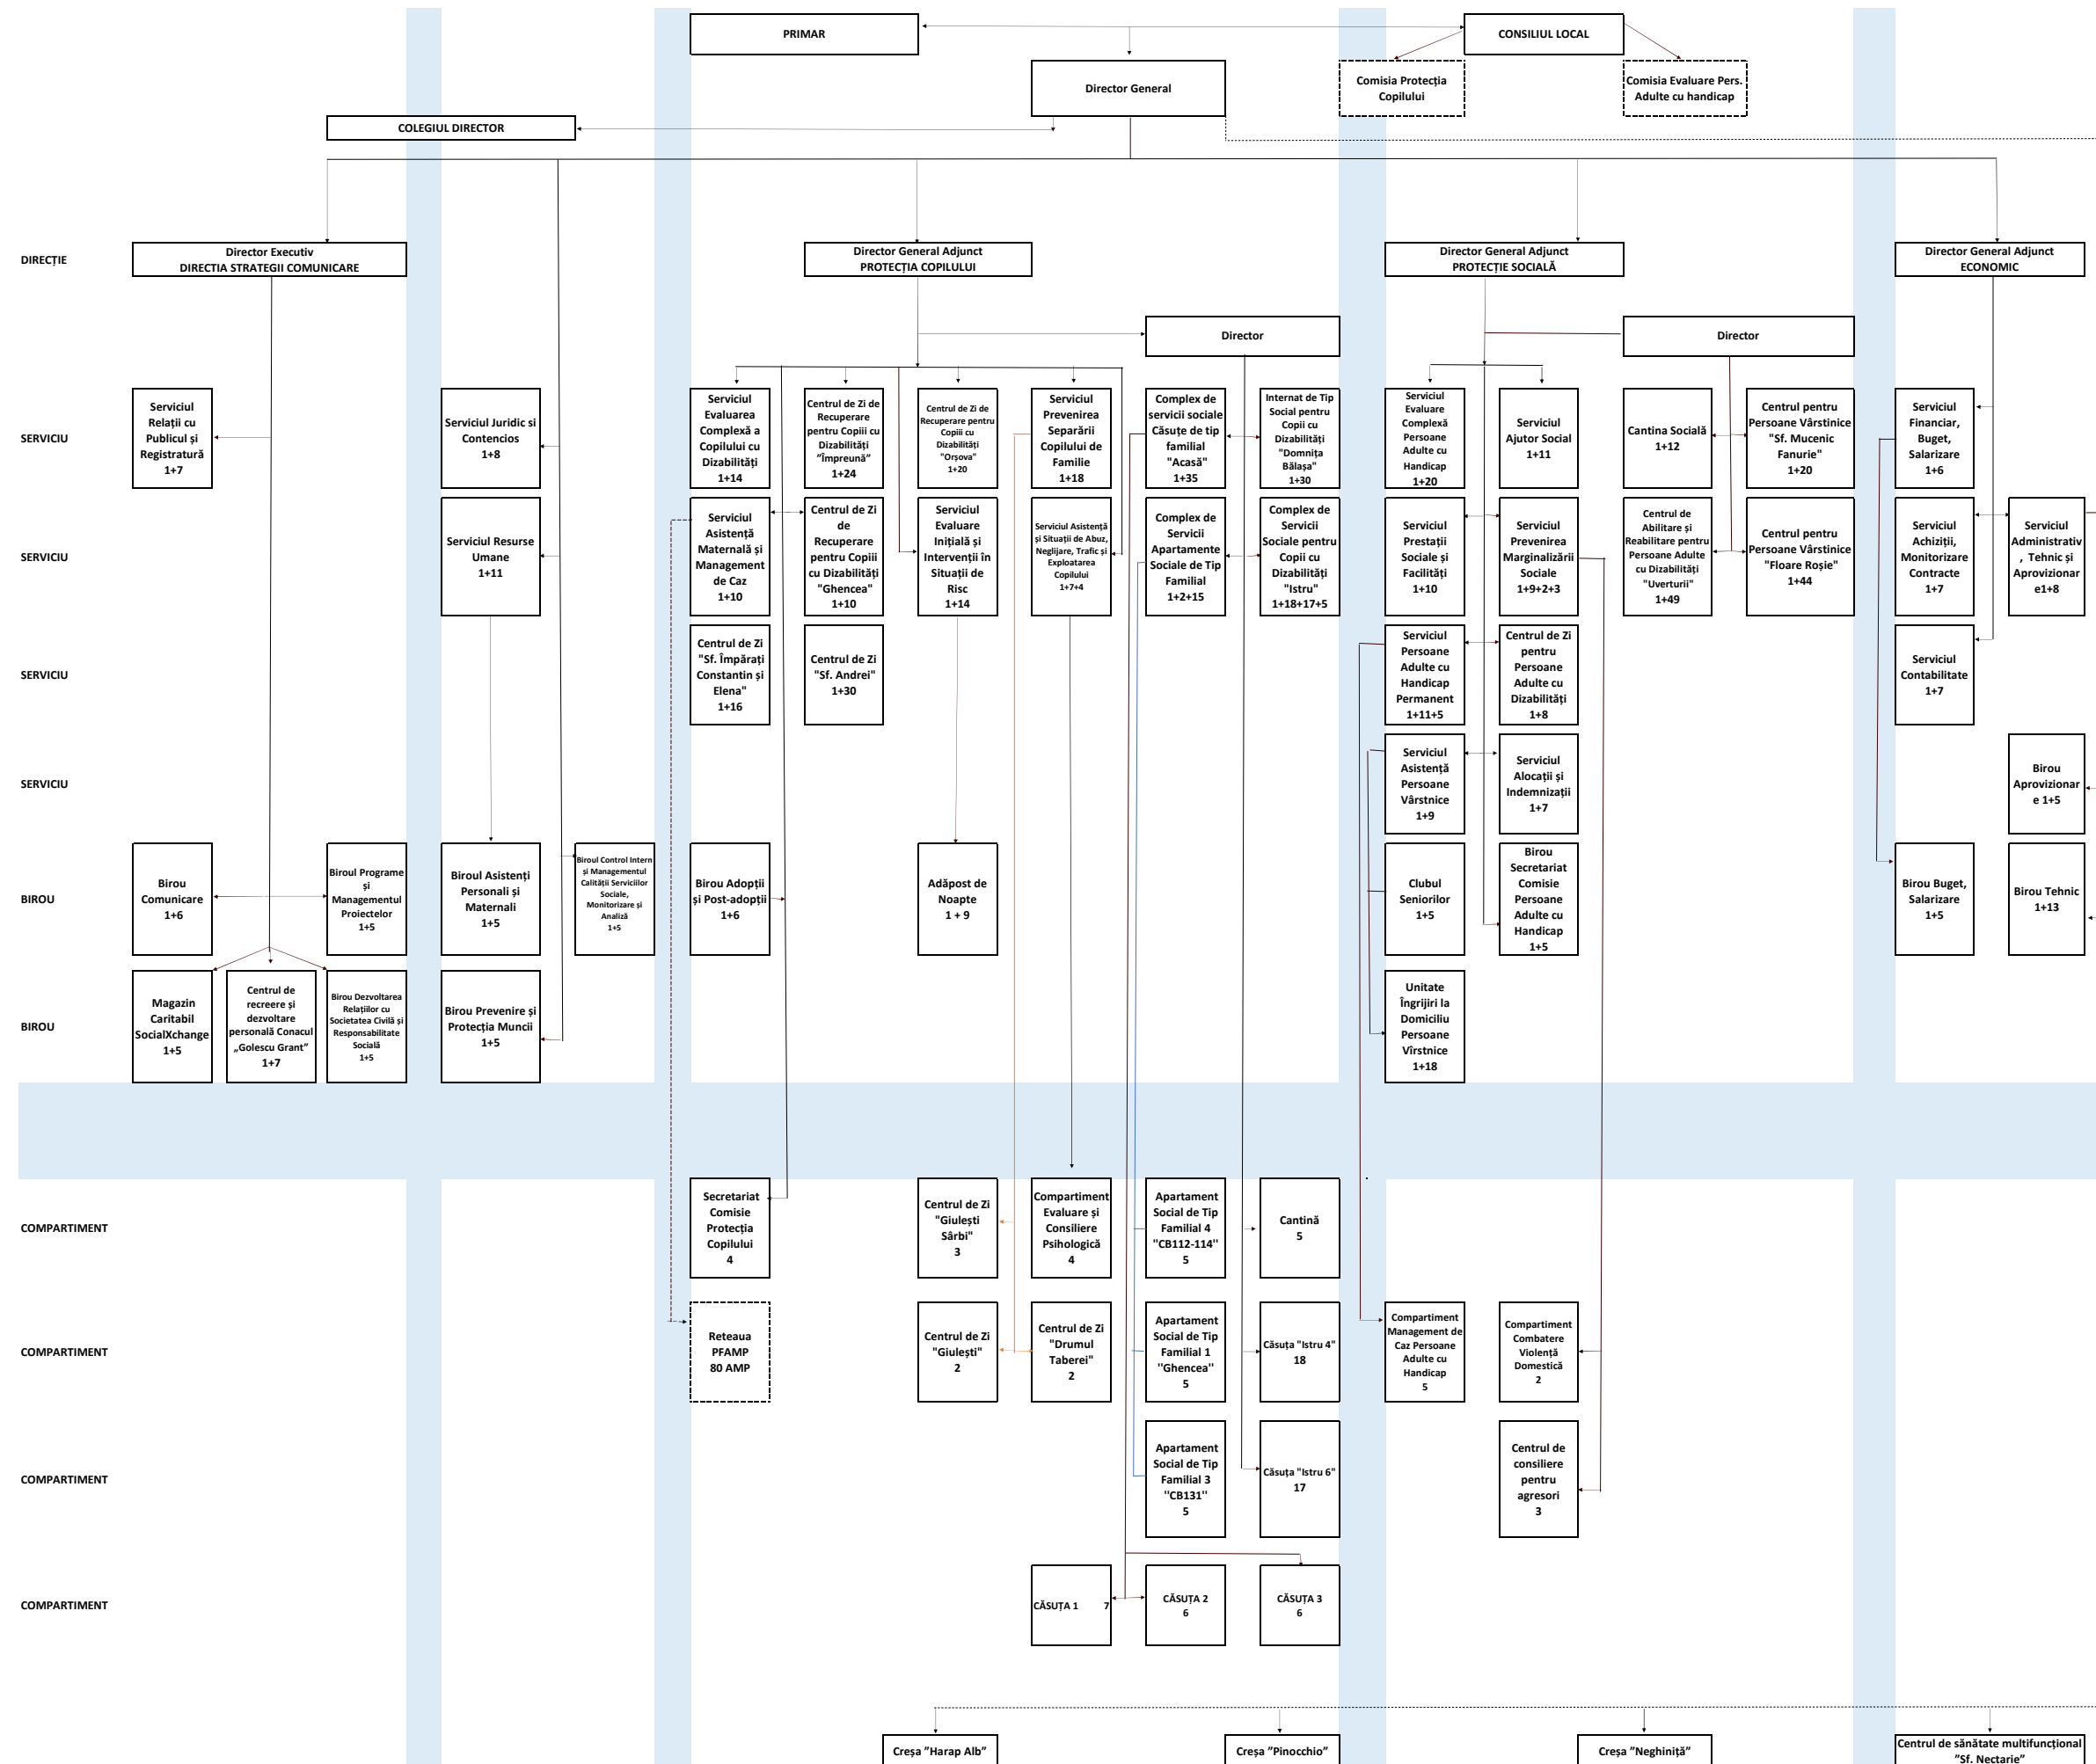 PRIMAR
CONSILIUL LOCAL
Director General
Comisia Protecția
Copilului
Comisia Evaluare Pers.
Adulte cu handicap
COLEGIUL DIRECTOR
DIRECȚIE
Director Executiv
DIRECTIA STRATEGII COMUNICARE
Director General Adjunct
PROTECȚIA COPILULUI
Director General Adjunct
PROTECȚIE SOCIALĂ
Director General Adjunct
ECONOMIC
Director
Director
SERVICIU
Serviciul
Relații cu
Publicul și
Registratură
1+7
Serviciul Juridic si
Contencios
1+8
Serviciul
Evaluarea
Complexă a
Copilului cu
Dizabilități
1+14
Centrul de Zi de
Recuperare
pentru Copiii cu
Dizabilități
”Împreună”
1+24
Centrul de Zi de
Recuperare pentru
Copiii cu
Dizabilități
"Orșova"
1+20
Serviciul
Prevenirea
Separării
Copilului de
Familie
1+18
Complex de
servicii sociale
Căsuțe de tip
familial
"Acasă"
1+35
Internat de Tip
Social pentru
Copii cu
Dizabilități
"Domnița
Bălașa"
1+30
Serviciul
Evaluare
Complexă
Persoane
Adulte cu
Handicap
1+20
Serviciul
Ajutor Social
1+11
Cantina Socială
1+12
Centrul pentru
Persoane Vârstnice
"Sf. Mucenic
Fanurie"
1+20
Serviciul
Financiar,
Buget,
Salarizare
1+6
SERVICIU
Serviciul Resurse
Umane
1+11
Serviciul
Asistență
Maternală și
Management
de Caz
1+10
Centrul de Zi
de
Recuperare
pentru Copiii
cu Dizabilități
"Ghencea"
1+10
Serviciul
Evaluare
Inițială și
Intervenții în
Situații de
Risc
1+14
Serviciul Asistență
și Situații de Abuz,
Neglijare, Trafic și
Exploatarea
Copilului
1+7+4
Complex de
Servicii
Apartamente
Sociale de Tip
Familial
1+2+15
Complex de
Servicii
Sociale pentru
Copii cu
Dizabilități
"Istru"
1+18+17+5
Serviciul
Prestații
Sociale și
Facilități
1+10
Serviciul
Prevenirea
Marginalizării
Sociale
1+9+2+3
Centrul de
Abilitare și
Reabilitare pentru
Persoane Adulte
cu Dizabilități
"Uverturii"
1+49
Centrul pentru
Persoane Vârstnice
"Floare Roșie"
1+44
Serviciul
Achiziții,
Monitorizare
Contracte
1+7
Serviciul
Administrativ
, Tehnic și
Aprovizionar
e1+8
SERVICIU
Centrul de Zi
"Sf. Împărați
Constantin și
Elena"
1+16
Centrul de Zi
"Sf. Andrei"
1+30
Serviciul
Persoane
Adulte cu
Handicap
Permanent
1+11+5
Centrul de Zi
pentru
Persoane
Adulte cu
Dizabilități
1+8
Serviciul
Contabilitate
1+7
SERVICIU
Serviciul
Asistență
Persoane
Vârstnice
1+9
Serviciul
Alocații și
Indemnizații
1+7
Birou
Aprovizionar
e 1+5
BIROU
Birou
Comunicare
1+6
Biroul Programe
și
Managementul
Proiectelor
1+5
Biroul Asistenți
Personali și
Maternali
1+5
Biroul Control Intern
și Managementul
Calității Serviciilor
Sociale,
Monitorizare și
Analiză
1+5
Birou Adopții
și Post-adopții
1+6
Adăpost de
Noapte
1 + 9
Clubul
Seniorilor
1+5
Birou
Secretariat
Comisie
Persoane
Adulte cu
Handicap
1+5
Birou Buget,
Salarizare
1+5
Birou Tehnic
1+13
BIROU
Magazin
Caritabil
SocialXchange
1+5
Centrul de
recreere și
dezvoltare
personală Conacul
„Golescu Grant”
1+7
Birou Dezvoltarea
Relațiilor cu
Societatea Civilă și
Responsabilitate
Socială
1+5
Birou Prevenire și
Protecția Muncii
1+5
Unitate
Îngrijiri la
Domiciliu
Persoane
Vîrstnice
1+18
COMPARTIMENT
Secretariat
Comisie
Protecția
Copilului
4
Centrul de Zi
"Giulești
Sârbi"
3
Compartiment
Evaluare și
Consiliere
Psihologică
4
Apartament
Social de Tip
Familial 4
"CB112-114"
5
Cantină
5
COMPARTIMENT
Reteaua
PFAMP
80 AMP
Centrul de Zi
"Giulești"
2
Centrul de Zi
"Drumul
Taberei"
2
Apartament
Social de Tip
Familial 1
"Ghencea"
5
Căsuța "Istru 4"
18
Compartiment
Management de
Caz Persoane
Adulte cu
Handicap
5
Compartiment
Combatere
Violență
Domestică
2
COMPARTIMENT
Apartament
Social de Tip
Familial 3
"CB131"
5
Căsuța "Istru 6"
17
Centrul de
consiliere
pentru
agresori
3
COMPARTIMENT
CĂSUȚA 1 7
CĂSUȚA 2
6
CĂSUȚA 3
6
Creșa ”Harap Alb”
Creșa ”Pinocchio”
Creșa ”Neghiniță”
Centrul de sănătate multifuncțional
”Sf. Nectarie”